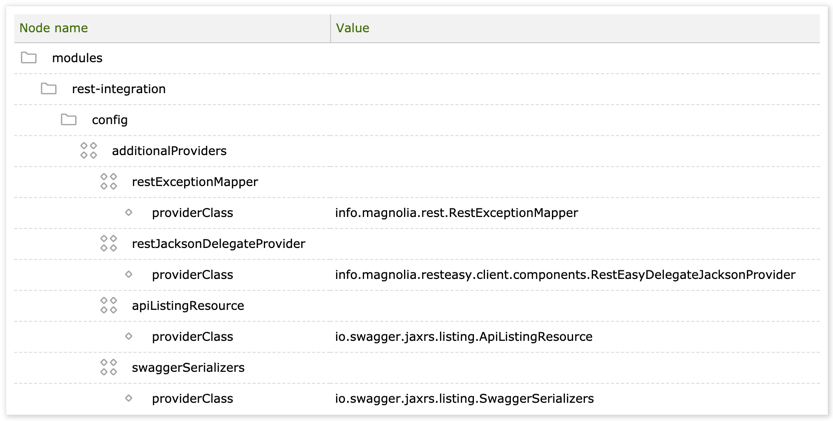 Node name Value
modules
rest-integration
config
additionalProviders
restExceptionMapper
providerClass info.magnolia.rest.RestExceptionMapper
restJacksonDelegateProvider
providerClass info.magnolia.resteasy.client.components.RestEasyDelegateJacksonProvider
apiListingResource
providerClass io.swagger.jaxrs.listing.ApiListingResource
swaggerSerializers
providerClass io.swagger.jaxrs.listing.SwaggerSerializers